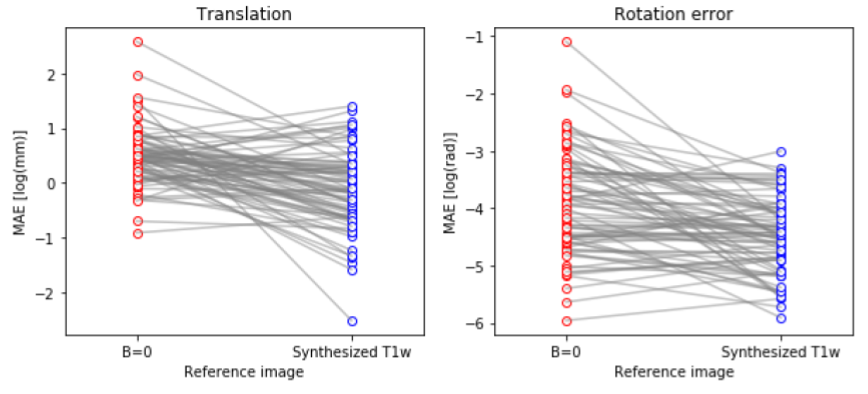 Translation
MAE [log(mm)]
2
1
0
−1
−2
B=0
Synthesized T1w
Reference image
Rotation error
MAE [log(rad)]
−1
−2
−3
−4
−5
−6
B=0
Synthesized T1w
Reference image